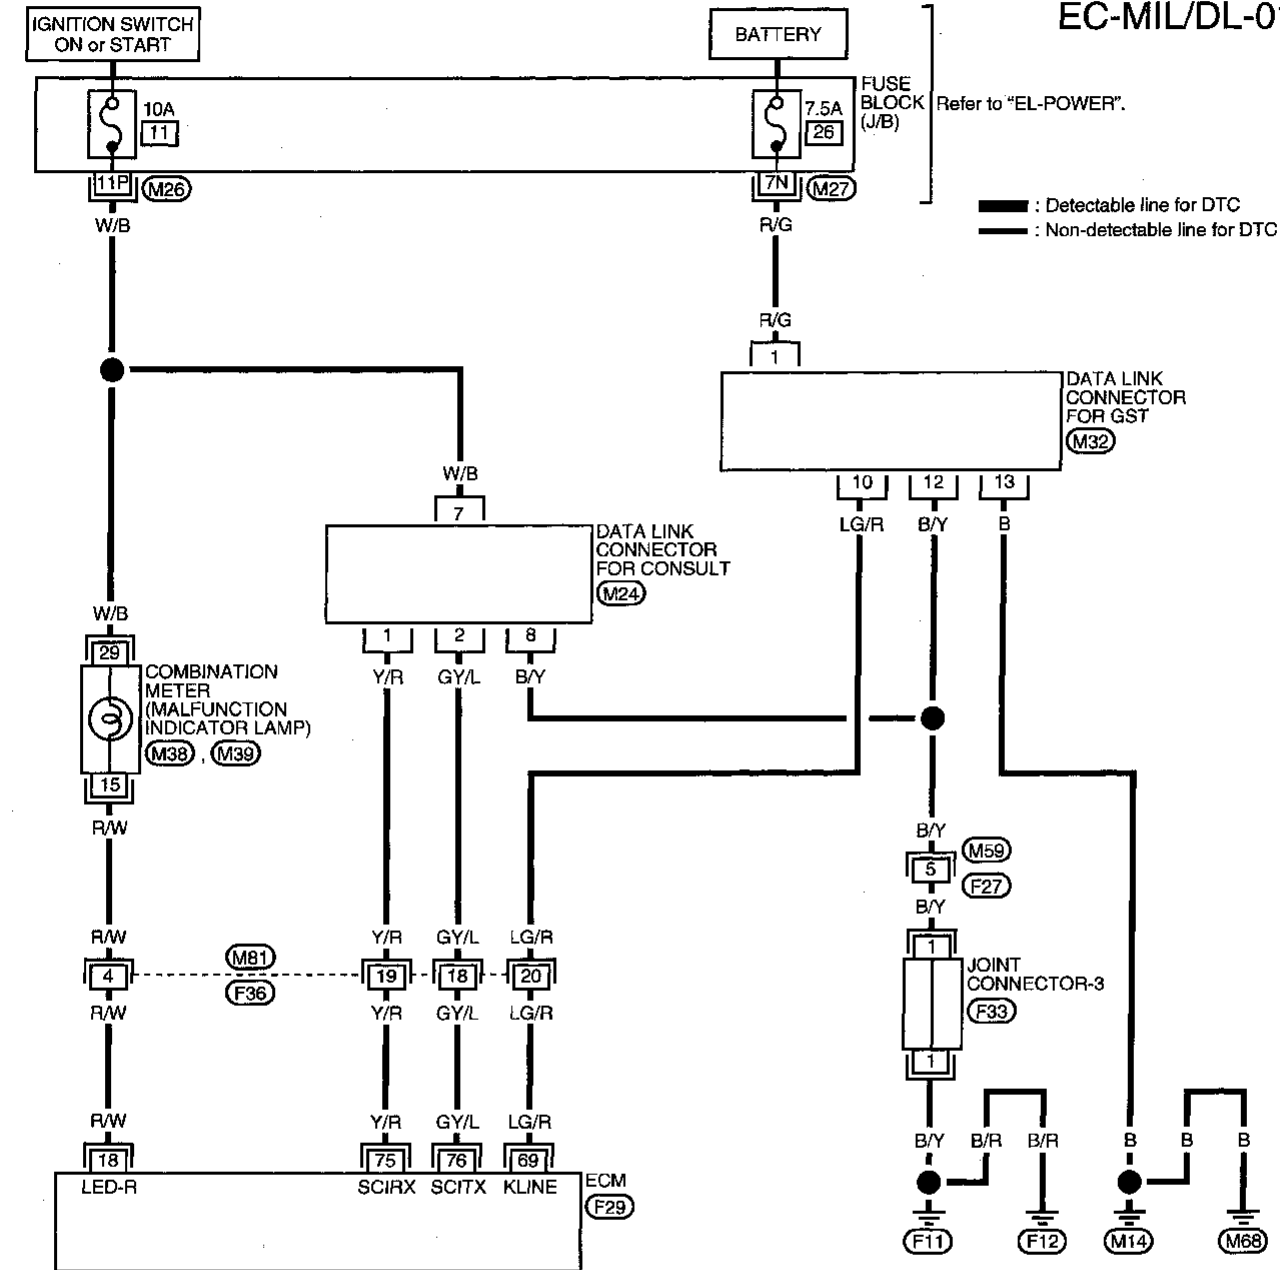 EC-MIL/DL-01
IGNITION SWITCH
ON or START
BATTERY
10A
11
7.5A
26
FUSE
BLOCK
(J/B)
Refer to "EL-POWER".
11P
M26
7N
M27
W/B
R/G
: Detectable line for DTC
: Non-detectable line for DTC
R/G
1
DATA LINK
CONNECTOR
FOR GST
M32
W/B
7
10
12
13
LG/R
B/Y
B
DATA LINK
CONNECTOR
FOR CONSULT
M24
W/B
29
1
2
8
Y/R
GY/L
B/Y
COMBINATION
METER
(MALFUNCTION
INDICATOR LAMP)
M38 , M39
15
R/W
B/Y
5
M59
F27
B/Y
R/W
Y/R
GY/L
LG/R
4
M81
F36
19
18
20
R/W
Y/R
GY/L
LG/R
1
JOINT
CONNECTOR-3
F33
1
R/W
Y/R
GY/L
LG/R
B/Y
B/R
B/R
B
B
B
18
75
76
69
LED-R
SCIRX
SCITX
KLINE
ECM
F29
F11
F12
M14
M68